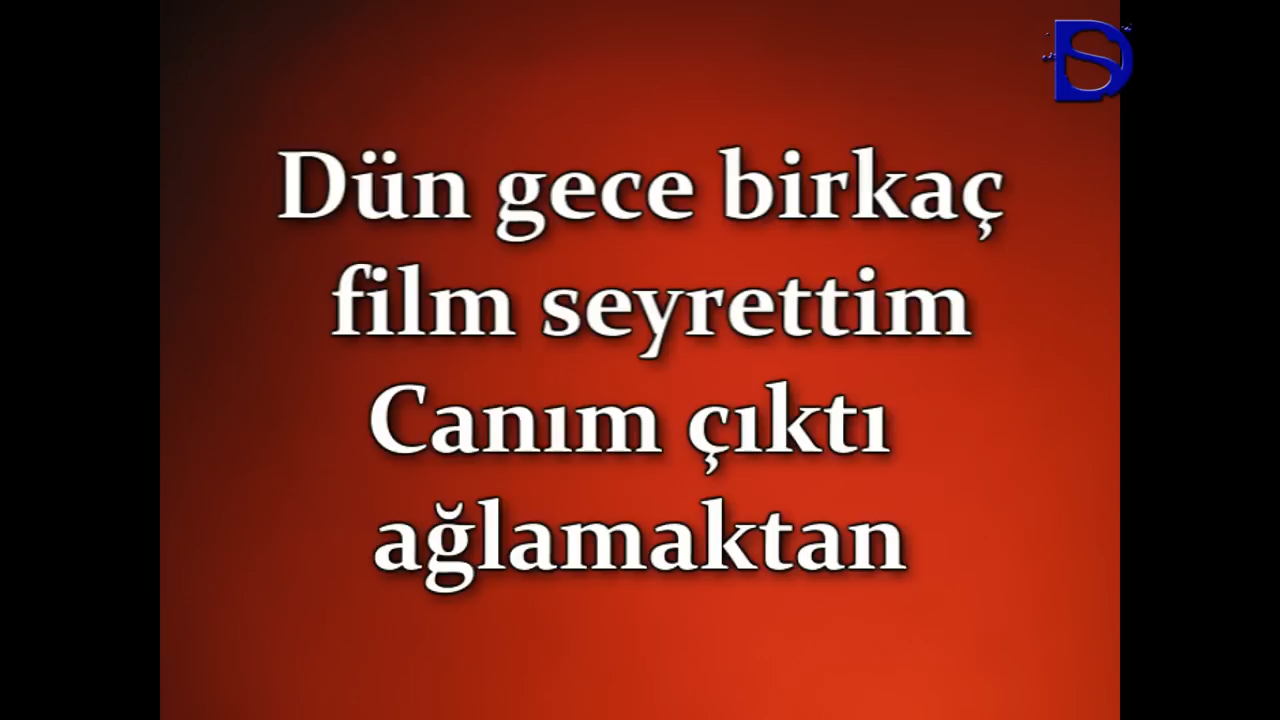 Dün gece birkaç
film seyrettim
Canım çıktı
ağlamaktan